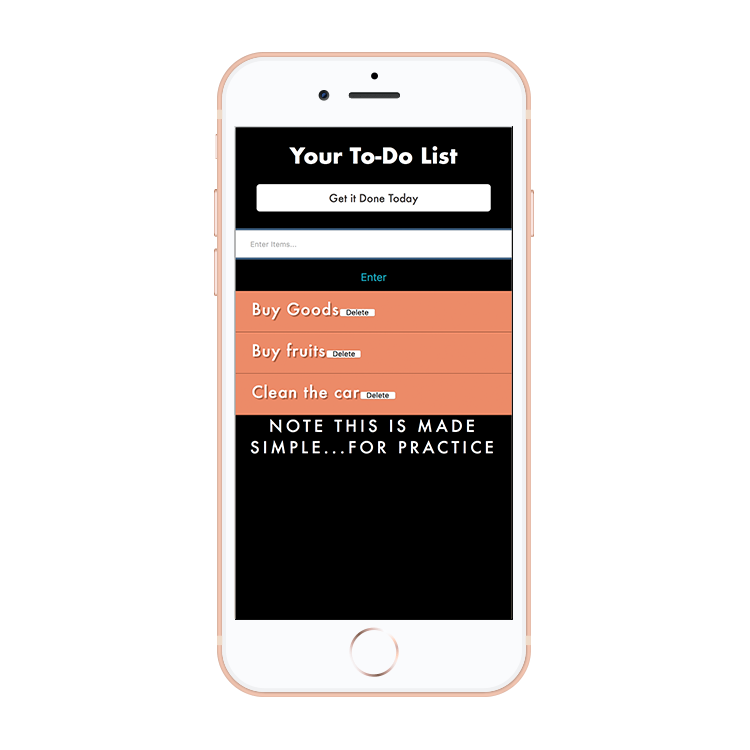 Your To-Do List
Get it Done Today
Enter Items...
Enter
Buy Goods Delete
Buy fruits Delete
Clean the car Delete
NOTE THIS IS MADE
SIMPLE...FOR PRACTICE